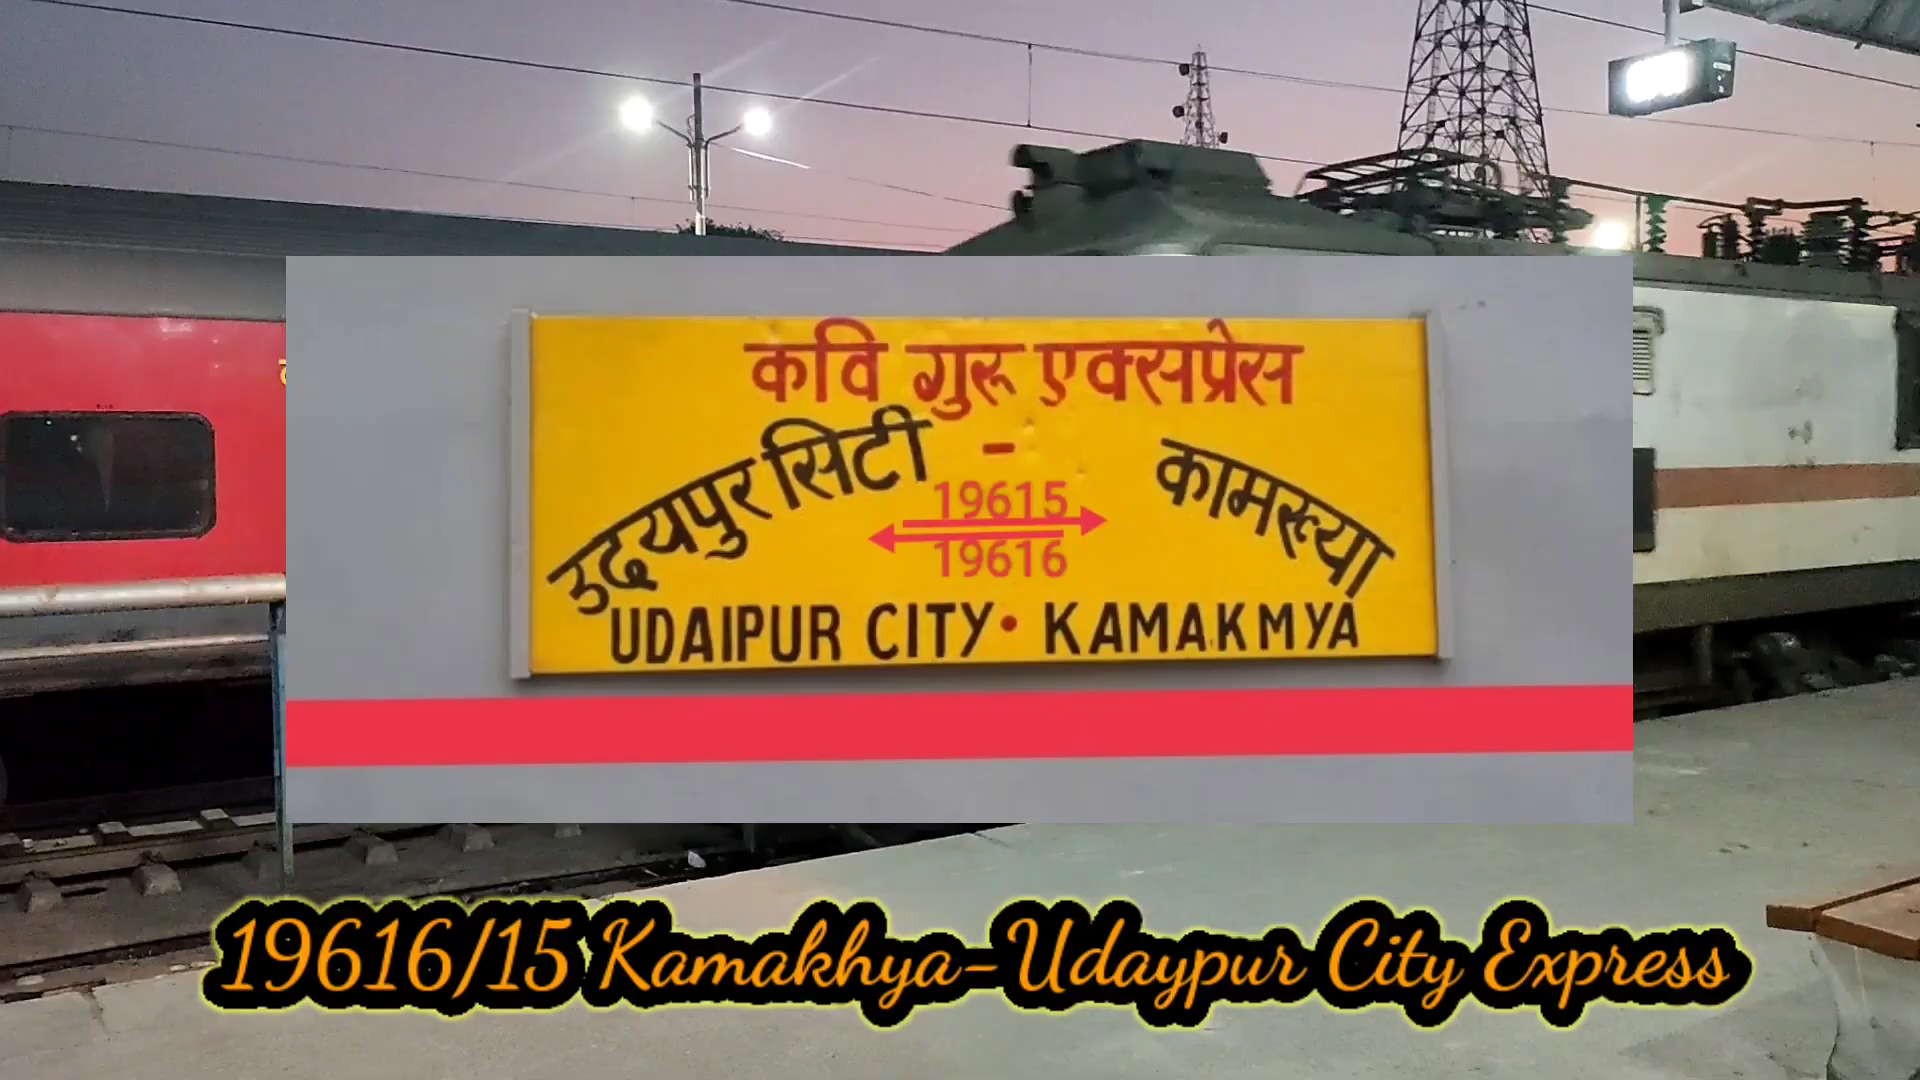 कवि गुरू एक्सप्रेस
उदयपुर सिटी - कामख्या
19615
19616
UDAIPUR CITY • KAMAKMYA
19616/15 Kamakhya-Udaypur City Express